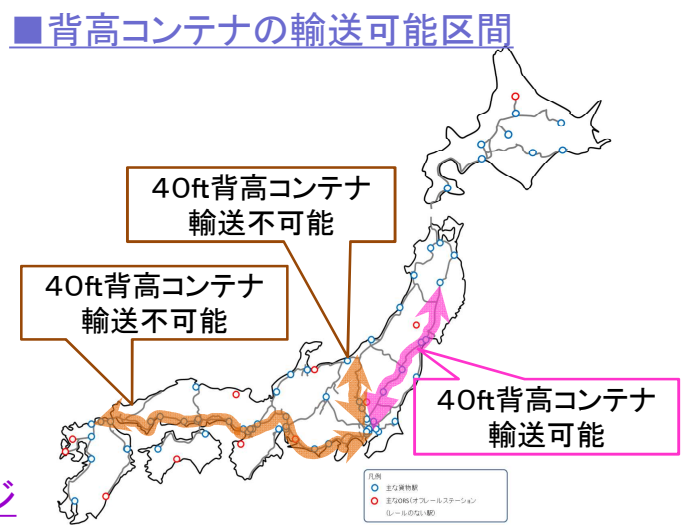 ■背高コンテナの輸送可能区間
40ft背高コンテナ
輸送不可能
40ft背高コンテナ
輸送不可能
40ft背高コンテナ
輸送可能
ジ
凡例
主な貨物駅
主なORS(オフレールステーション
(レールのない駅)